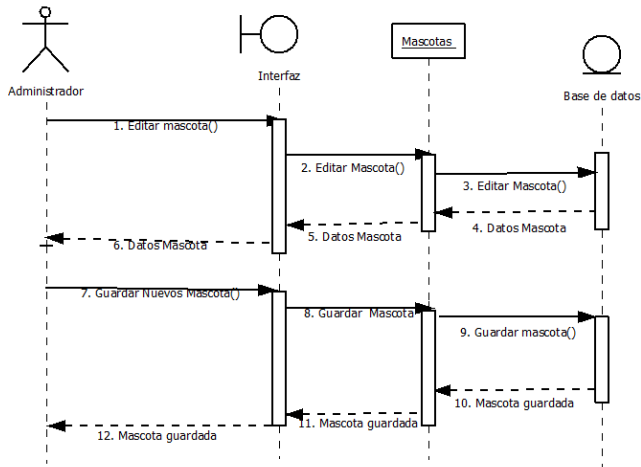 Administrador
Interfaz
Mascotas
Base de datos
1. Editar mascota()
2. Editar Mascota()
3. Editar Mascota()
4. Datos Mascota
5. Datos Mascota
6. Datos Mascota
7. Guardar Nuevos Mascota()
8. Guardar Mascota
9. Guardar mascota()
10. Mascota guardada
11. Mascota guardada
12. Mascota guardada